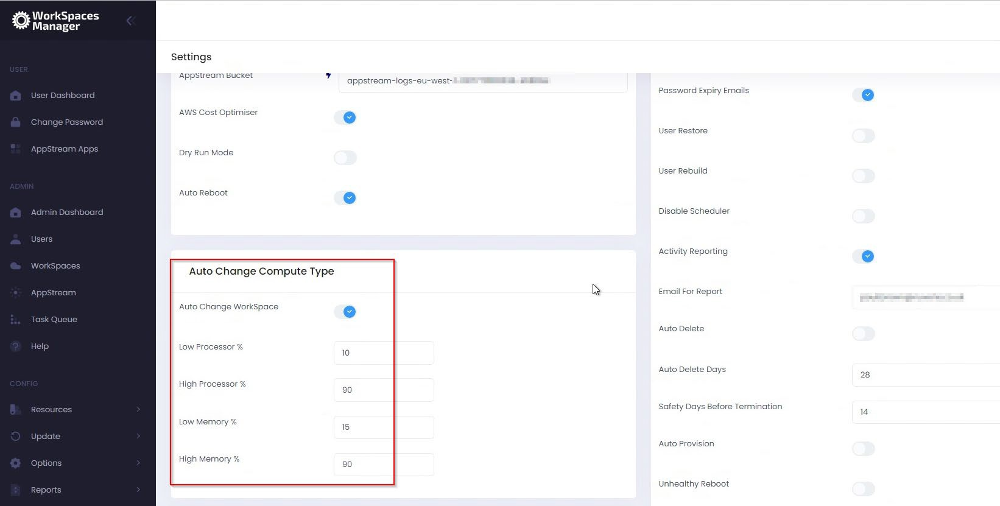 WorkSpaces
Manager
USER
User Dashboard
Change Password
AppStream Apps
ADMIN
Admin Dashboard
Users
WorkSpaces
AppStream
Task Queue
Help
CONFIG
Resources
Update
Options
Reports
Settings
AppStream Bucket
appstream-logs-eu-west-
AWS Cost Optimiser
Dry Run Mode
Auto Reboot
Auto Change Compute Type
Auto Change WorkSpace
Low Processor %
10
High Processor %
90
Low Memory %
15
High Memory %
90
Password Expiry Emails
User Restore
User Rebuild
Disable Scheduler
Activity Reporting
Email For Report
Auto Delete
Auto Delete Days
28
Safety Days Before Termination
14
Auto Provision
Unhealthy Reboot